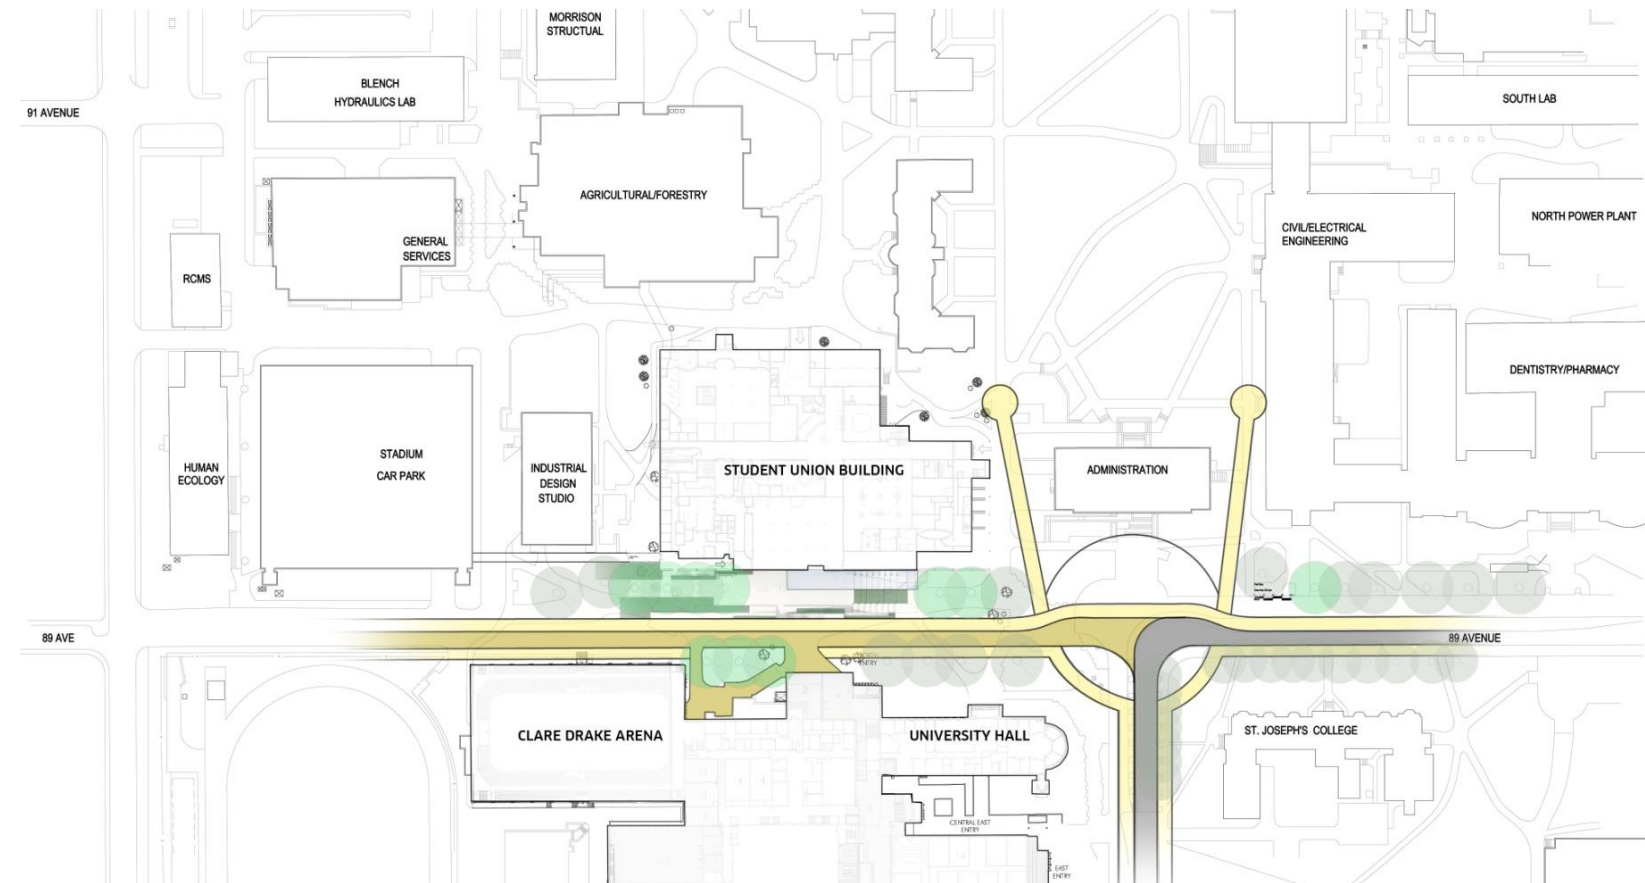 MORRISON
STRUCTUAL
BLENCH
HYDRAULICS LAB
91 AVENUE
SOUTH LAB
AGRICULTURAL/FORESTRY
NORTH POWER PLANT
CIVIL/ELECTRICAL
ENGINEERING
GENERAL
SERVICES
RCMS
DENTISTRY/PHARMACY
STADIUM
CAR PARK
HUMAN
ECOLOGY
INDUSTRIAL
DESIGN
STUDIO
STUDENT UNION BUILDING
ADMINISTRATION
89 AVE
89 AVENUE
NORTH
ENTRY
CLARE DRAKE ARENA
UNIVERSITY HALL
ST. JOSEPH'S COLLEGE
CENTRAL EAST
ENTRY
EAST
ENTRY